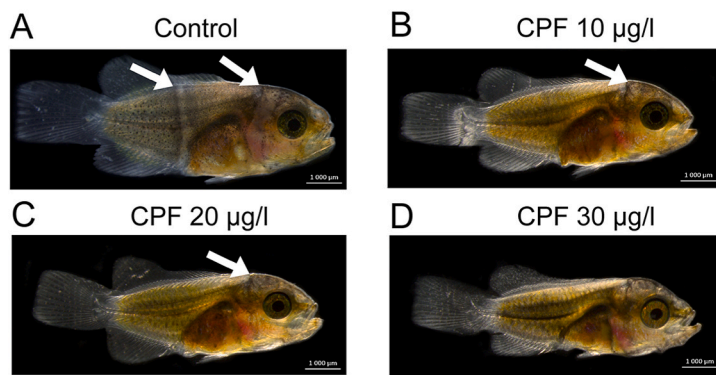 A
Control
B
CPF 10 µg/l
1 000 µm
1 000 µm
C
CPF 20 µg/l
D
CPF 30 µg/l
1 000 µm
1 000 µm